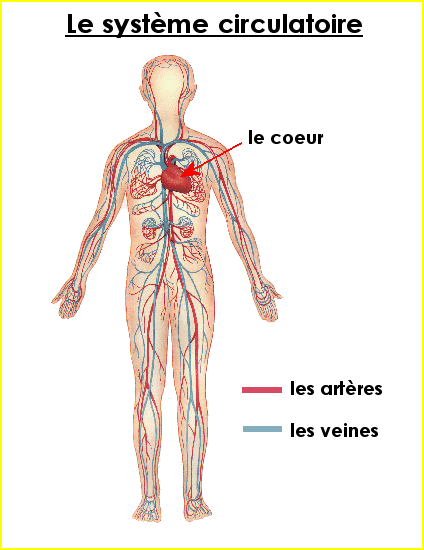 Le système circulatoire
le coeur
les artères
les veines